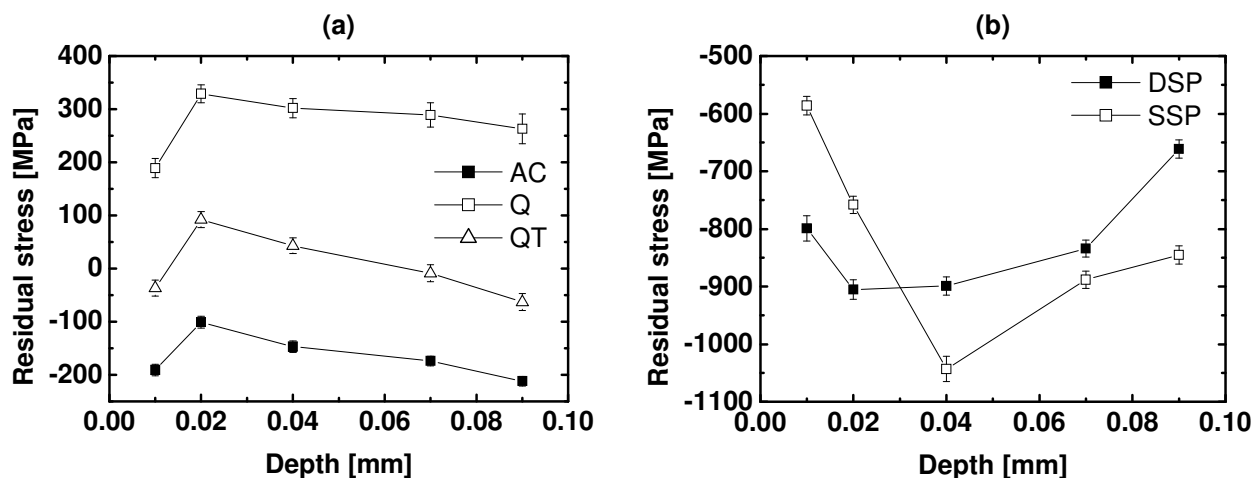 (a)
Residual stress [MPa]
400
300
200
100
0
-100
-200
AC
Q
QT
0.00 0.02 0.04 0.06 0.08 0.10
Depth [mm]
(b)
Residual stress [MPa]
-500
-600
-700
-800
-900
-1000
-1100
DSP
SSP
0.00 0.02 0.04 0.06 0.08 0.10
Depth [mm]